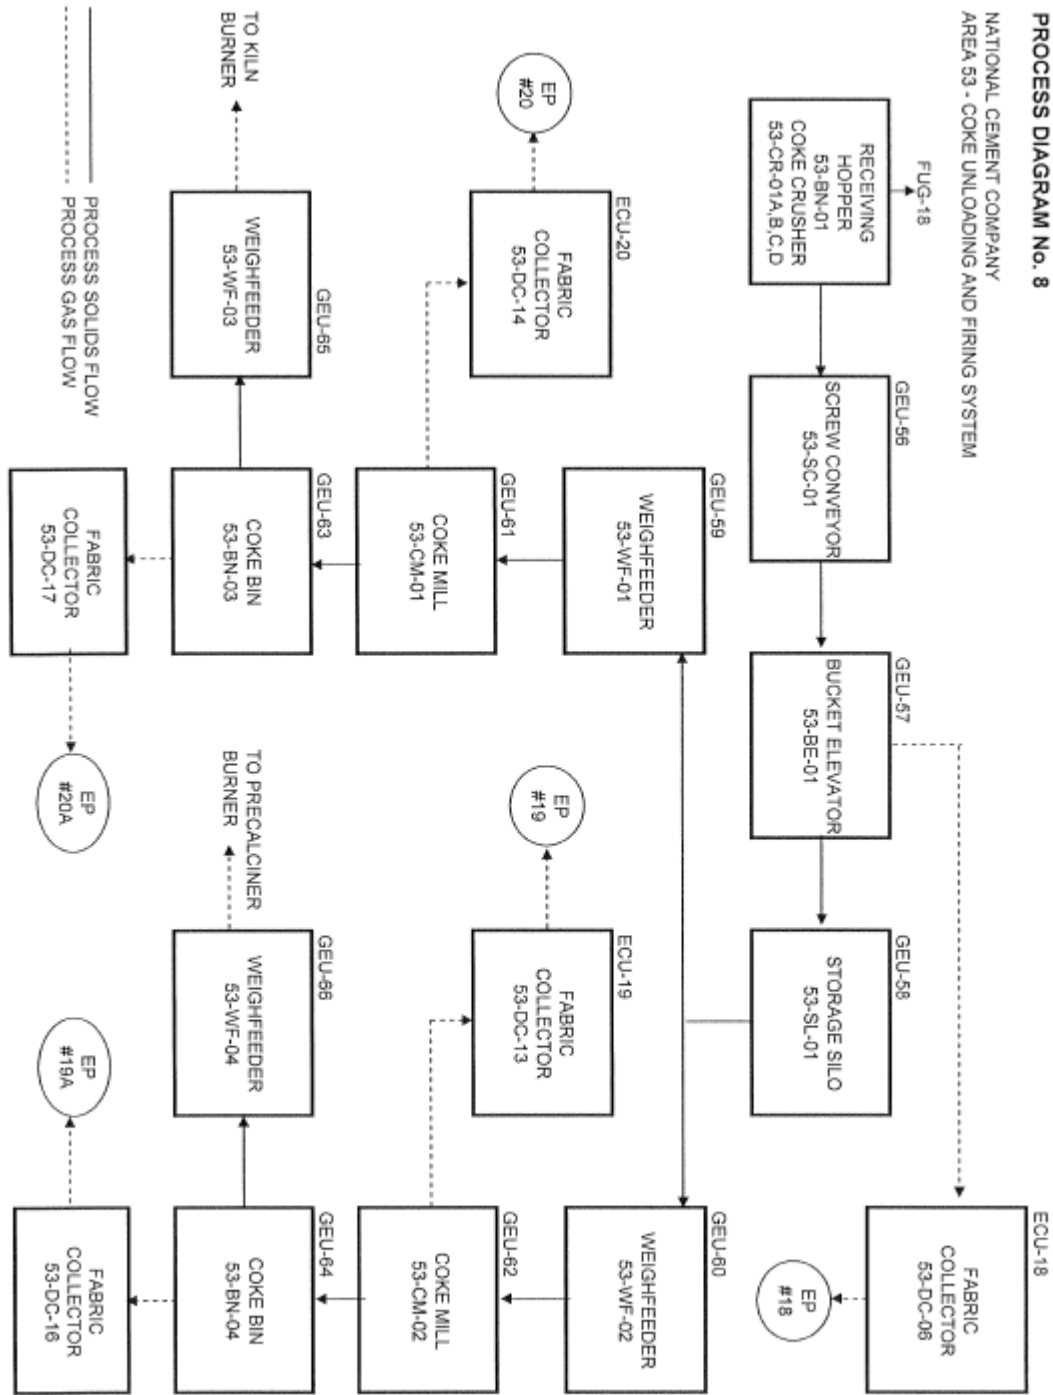 PROCESS DIAGRAM No. 8
NATIONAL CEMENT COMPANY
AREA 53 - COKE UNLOADING AND FIRING SYSTEM
FUG-18
RECEIVING
HOPPER
53-BN-01
COKE CRUSHER
53-CR-01A,B,C,D
GEU-56
SCREW CONVEYOR
53-SC-01
GEU-57
BUCKET ELEVATOR
53-BE-01
GEU-58
STORAGE SILO
53-SL-01
ECU-18
FABRIC
COLLECTOR
53-DC-06
EP
#18
GEU-59
WEIGHFEEDER
53-WF-01
GEU-60
WEIGHFEEDER
53-WF-02
ECU-20
FABRIC
COLLECTOR
53-DC-14
EP
#20
GEU-61
COKE MILL
53-CM-01
ECU-19
FABRIC
COLLECTOR
53-DC-13
EP
#19
GEU-62
COKE MILL
53-CM-02
GEU-65
WEIGHFEEDER
53-WF-03
TO KILN
BURNER
GEU-63
COKE BIN
53-BN-03
GEU-66
WEIGHFEEDER
53-WF-04
TO PRECALCINER
BURNER
GEU-64
COKE BIN
53-BN-04
FABRIC
COLLECTOR
53-DC-17
EP
#20A
EP
#19A
FABRIC
COLLECTOR
53-DC-16
PROCESS SOLIDS FLOW
PROCESS GAS FLOW